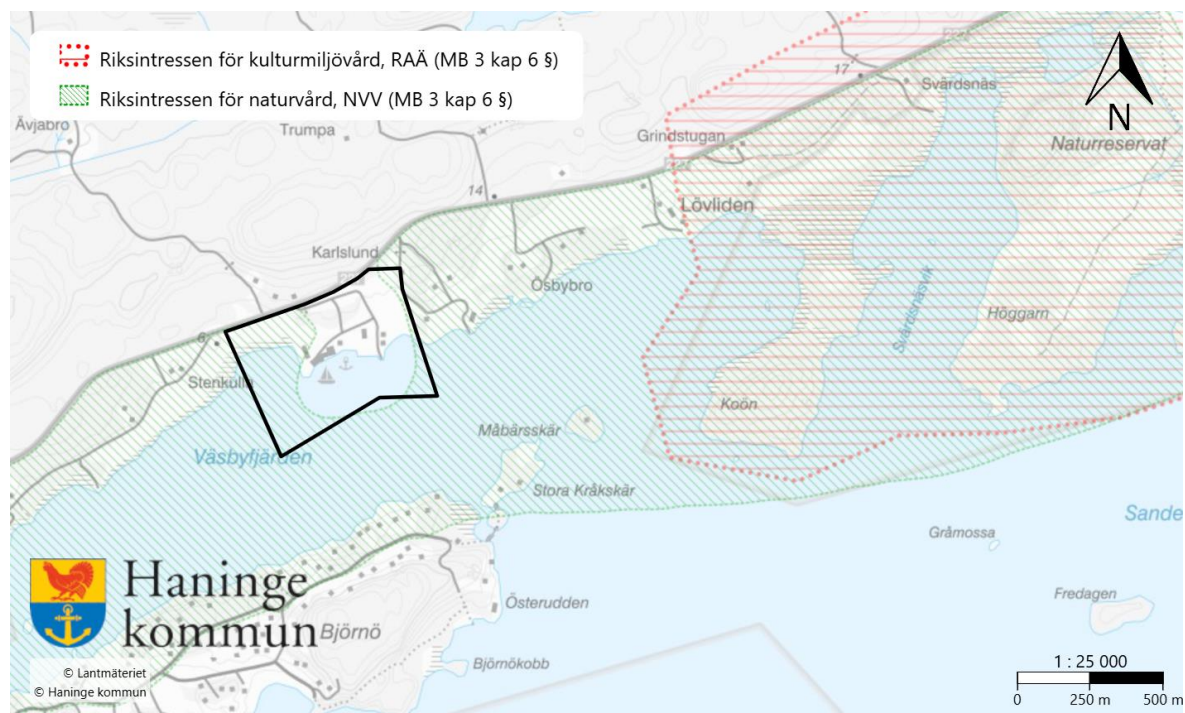 Riksintressen för kulturmiljövård, RAÄ (MB 3 kap 6 §)
Riksintressen för naturvård, NVV (MB 3 kap 6 §)
N
Svärdsnäs
17
Ävjabro
Trumpa
Grindstugan
Naturreservat
14
Lövliden
Karlslund
Ösbybro
Svärdsnäsvik
Höggarn
6
Stenkulla
Koön
Måbärsskär
Väsbyfjärden
Stora Kråkskär
Sande
Gråmossa
Haninge
kommun
Österudden
Fredagen
Björnö
Björnökobb
© Lantmäteriet
© Haninge kommun
1 : 25 000
0 250 m 500 m